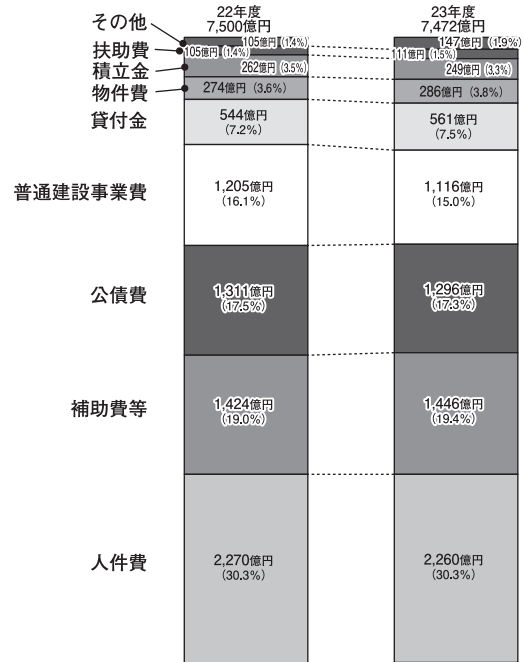 22年度
7,500億円
23年度
7,472億円
その他
105億円 (1.4%)
147億円 (1.9%)
扶助費
105億円 (1.4%)
111億円 (1.5%)
積立金
262億円 (3.5%)
249億円 (3.3%)
物件費
274億円 (3.6%)
286億円 (3.8%)
貸付金
544億円
(7.2%)
561億円
(7.5%)
普通建設事業費
1,205億円
(16.1%)
1,116億円
(15.0%)
公債費
1,311億円
(17.5%)
1,296億円
(17.3%)
補助費等
1,424億円
(19.0%)
1,446億円
(19.4%)
人件費
2,270億円
(30.3%)
2,260億円
(30.3%)